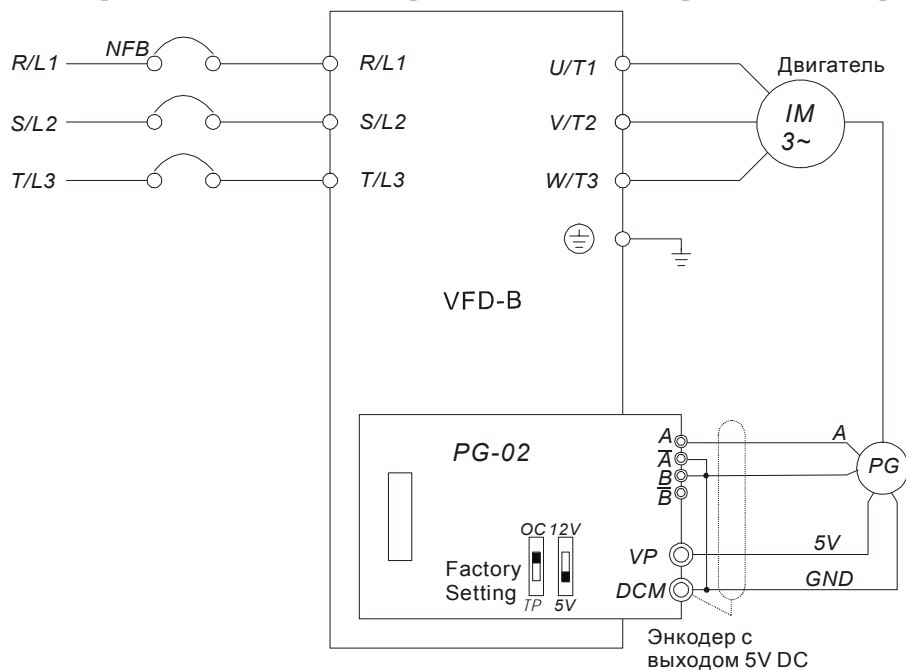 R/L1 NFB R/L1 U/T1 Двигатель
S/L2 S/L2 V/T2 IM
3~
T/L3 T/L3 W/T3
VFD-B
PG-02
A A
A
B PG
B
OC 12V
VP 5V
Factory
Setting
TP 5V
DCM GND
Энкодер с
выходом 5V DC